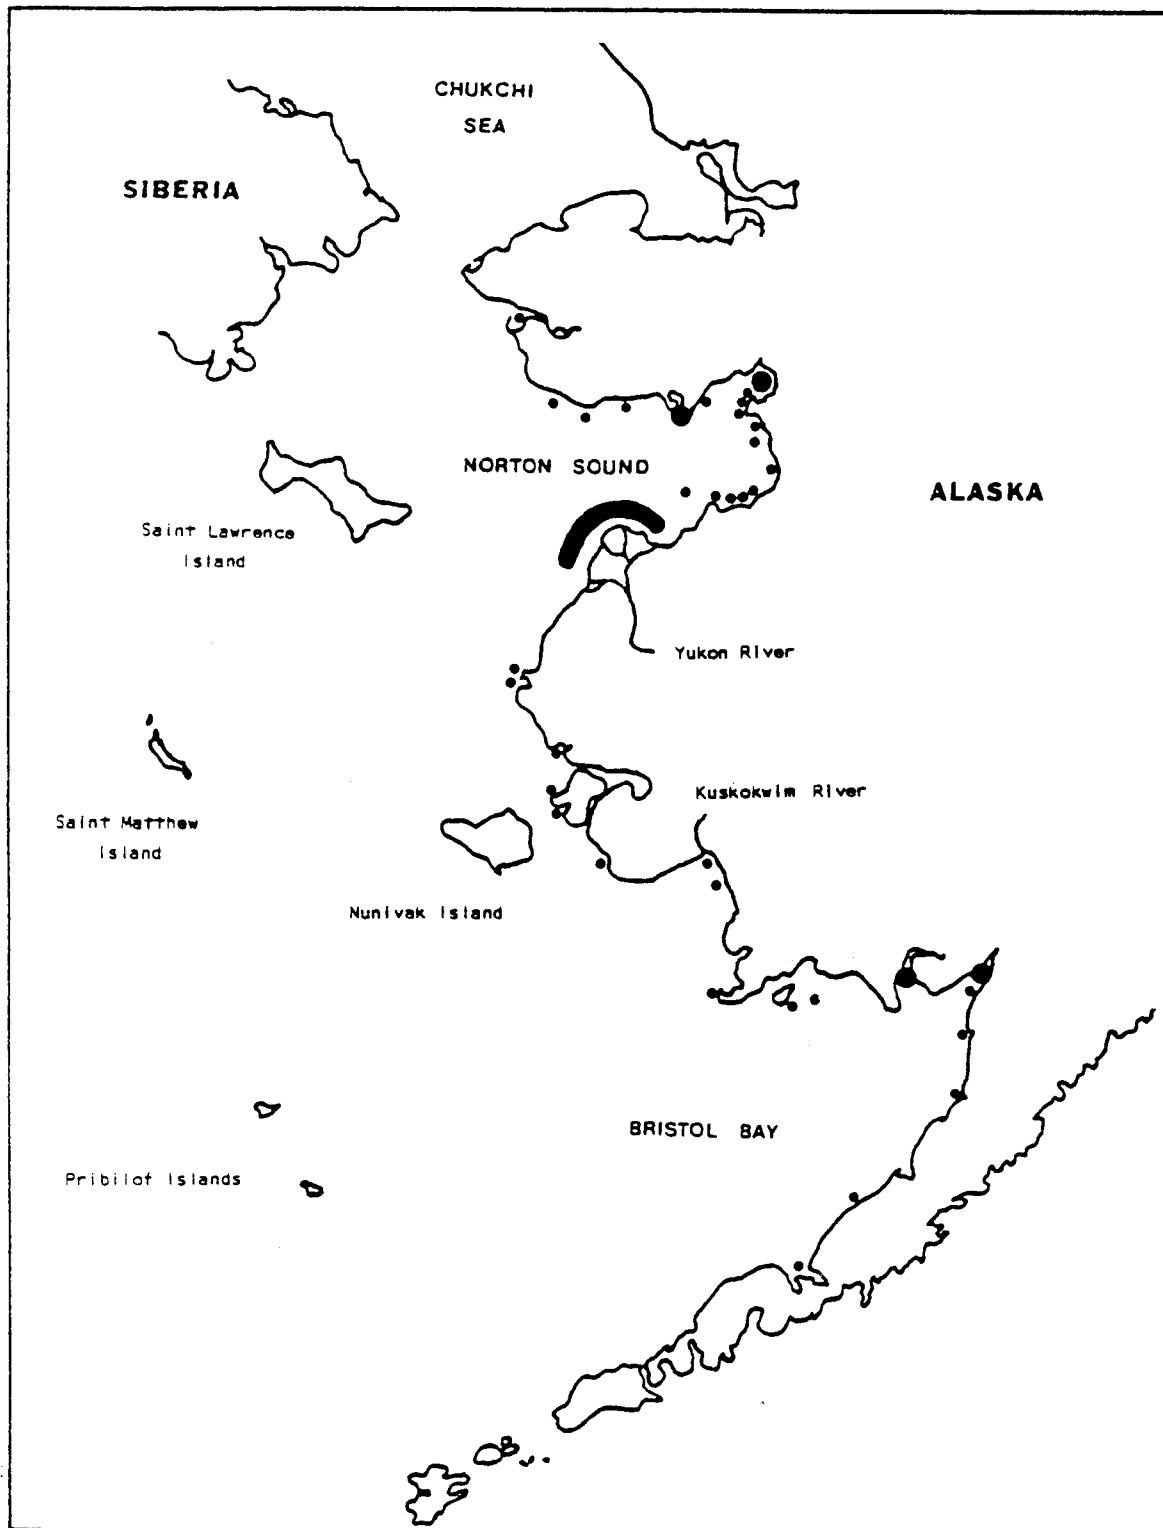 CHUKCHI
SEA
SIBERIA
NORTON SOUND
ALASKA
Saint Lawrence
Island
Yukon River
Kuskokwim River
Saint Matthew
Island
Nunivak Island
BRISTOL BAY
Pribilof Islands